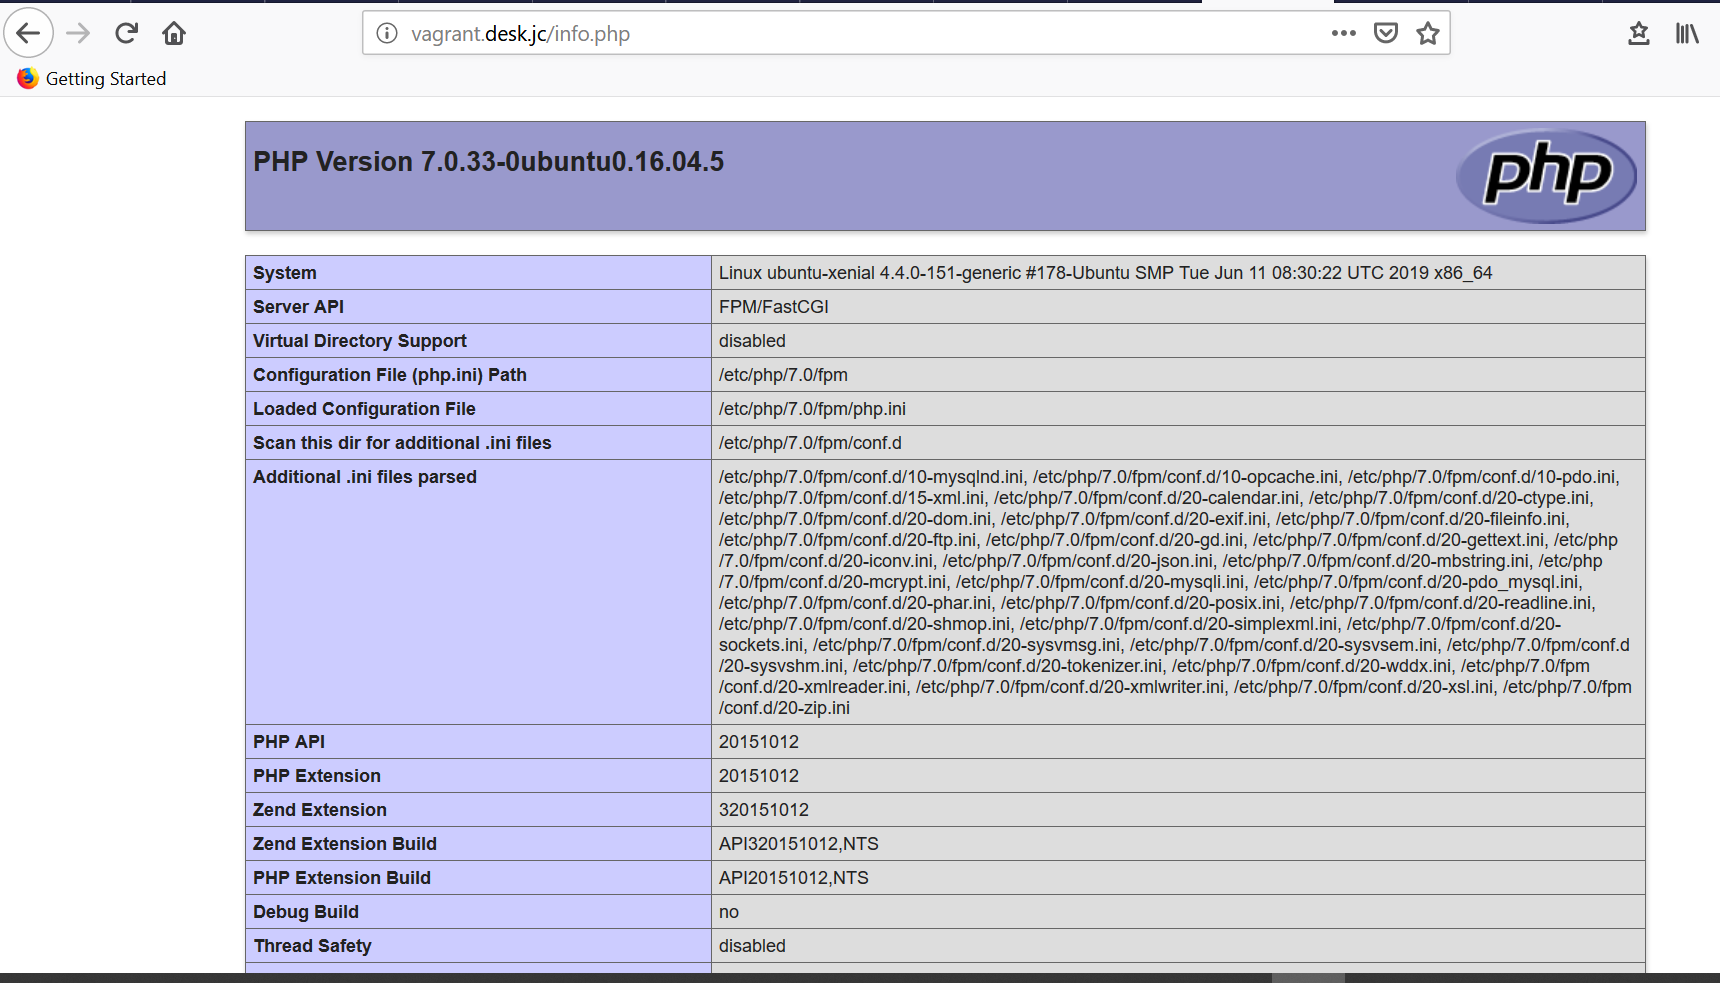 vagrant.desk.jc/info.php
Getting Started
PHP Version 7.0.33-0ubuntu0.16.04.5
php
System Linux ubuntu-xenial 4.4.0-151-generic #178-Ubuntu SMP Tue Jun 11 08:30:22 UTC 2019 x86_64
Server API FPM/FastCGI
Virtual Directory Support disabled
Configuration File (php.ini) Path /etc/php/7.0/fpm
Loaded Configuration File /etc/php/7.0/fpm/php.ini
Scan this dir for additional .ini files /etc/php/7.0/fpm/conf.d
Additional .ini files parsed /etc/php/7.0/fpm/conf.d/10-mysqlnd.ini, /etc/php/7.0/fpm/conf.d/10-opcache.ini, /etc/php/7.0/fpm/conf.d/10-pdo.ini,
/etc/php/7.0/fpm/conf.d/15-xml.ini, /etc/php/7.0/fpm/conf.d/20-calendar.ini, /etc/php/7.0/fpm/conf.d/20-ctype.ini,
/etc/php/7.0/fpm/conf.d/20-dom.ini, /etc/php/7.0/fpm/conf.d/20-exif.ini, /etc/php/7.0/fpm/conf.d/20-fileinfo.ini,
/etc/php/7.0/fpm/conf.d/20-ftp.ini, /etc/php/7.0/fpm/conf.d/20-gd.ini, /etc/php/7.0/fpm/conf.d/20-gettext.ini, /etc/php
/7.0/fpm/conf.d/20-iconv.ini, /etc/php/7.0/fpm/conf.d/20-json.ini, /etc/php/7.0/fpm/conf.d/20-mbstring.ini, /etc/php
/7.0/fpm/conf.d/20-mcrypt.ini, /etc/php/7.0/fpm/conf.d/20-mysqli.ini, /etc/php/7.0/fpm/conf.d/20-pdo_mysql.ini,
/etc/php/7.0/fpm/conf.d/20-phar.ini, /etc/php/7.0/fpm/conf.d/20-posix.ini, /etc/php/7.0/fpm/conf.d/20-readline.ini,
/etc/php/7.0/fpm/conf.d/20-shmop.ini, /etc/php/7.0/fpm/conf.d/20-simplexml.ini, /etc/php/7.0/fpm/conf.d/20-
sockets.ini, /etc/php/7.0/fpm/conf.d/20-sysvmsg.ini, /etc/php/7.0/fpm/conf.d/20-sysvsem.ini, /etc/php/7.0/fpm/conf.d
/20-sysvshm.ini, /etc/php/7.0/fpm/conf.d/20-tokenizer.ini, /etc/php/7.0/fpm/conf.d/20-wddx.ini, /etc/php/7.0/fpm
/conf.d/20-xmlreader.ini, /etc/php/7.0/fpm/conf.d/20-xmlwriter.ini, /etc/php/7.0/fpm/conf.d/20-xsl.ini, /etc/php/7.0/fpm
/conf.d/20-zip.ini
PHP API 20151012
PHP Extension 20151012
Zend Extension 320151012
Zend Extension Build API320151012,NTS
PHP Extension Build API20151012,NTS
Debug Build no
Thread Safety disabled